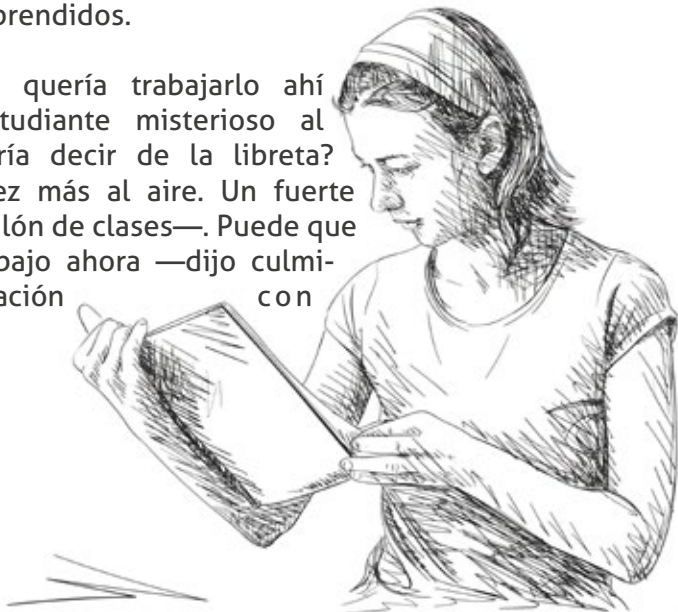 prendidos.
quería trabajarlo ahí
tudiante misterioso al
ría decir de la libreta?
ez más al aire. Un fuerte
lón de clases—. Puede que
bajo ahora —dijo culmi-
ación con